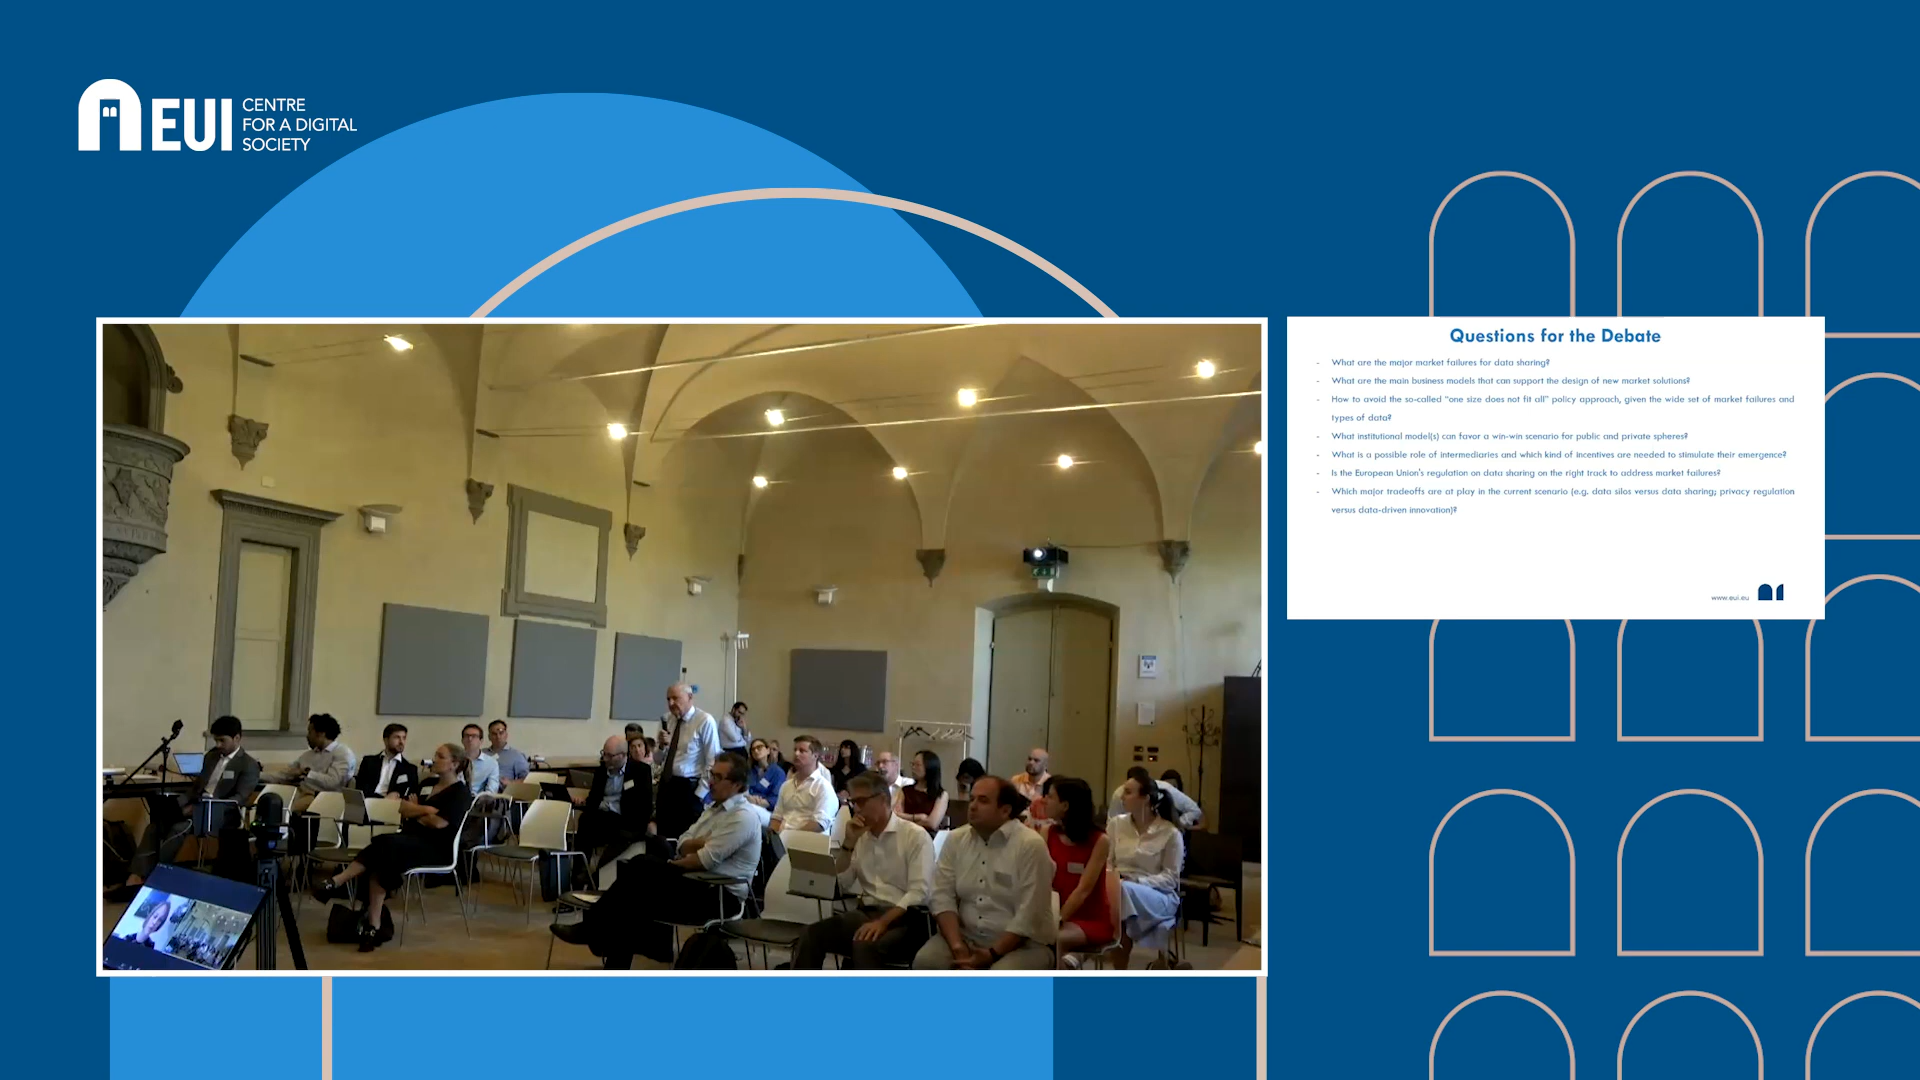 EUI
CENTRE
FOR A DIGITAL
SOCIETY
Questions for the Debate
- What are the major market failures for data sharing?
- What are the main business models that can support the design of new market solutions?
- How to avoid the so-called "one size does not fit all" policy approach, given the wide set of market failures and
types of data?
- What institutional model(s) can favor a win-win scenario for public and private spheres?
- What is a possible role of intermediaries and which kind of incentives are needed to stimulate their emergence?
- Is the European Union's regulation on data sharing on the right track to address market failures?
- Which major tradeoffs are at play in the current scenario (e.g. data silos versus data sharing; privacy regulation
versus data-driven innovation)?
www.eui.eu